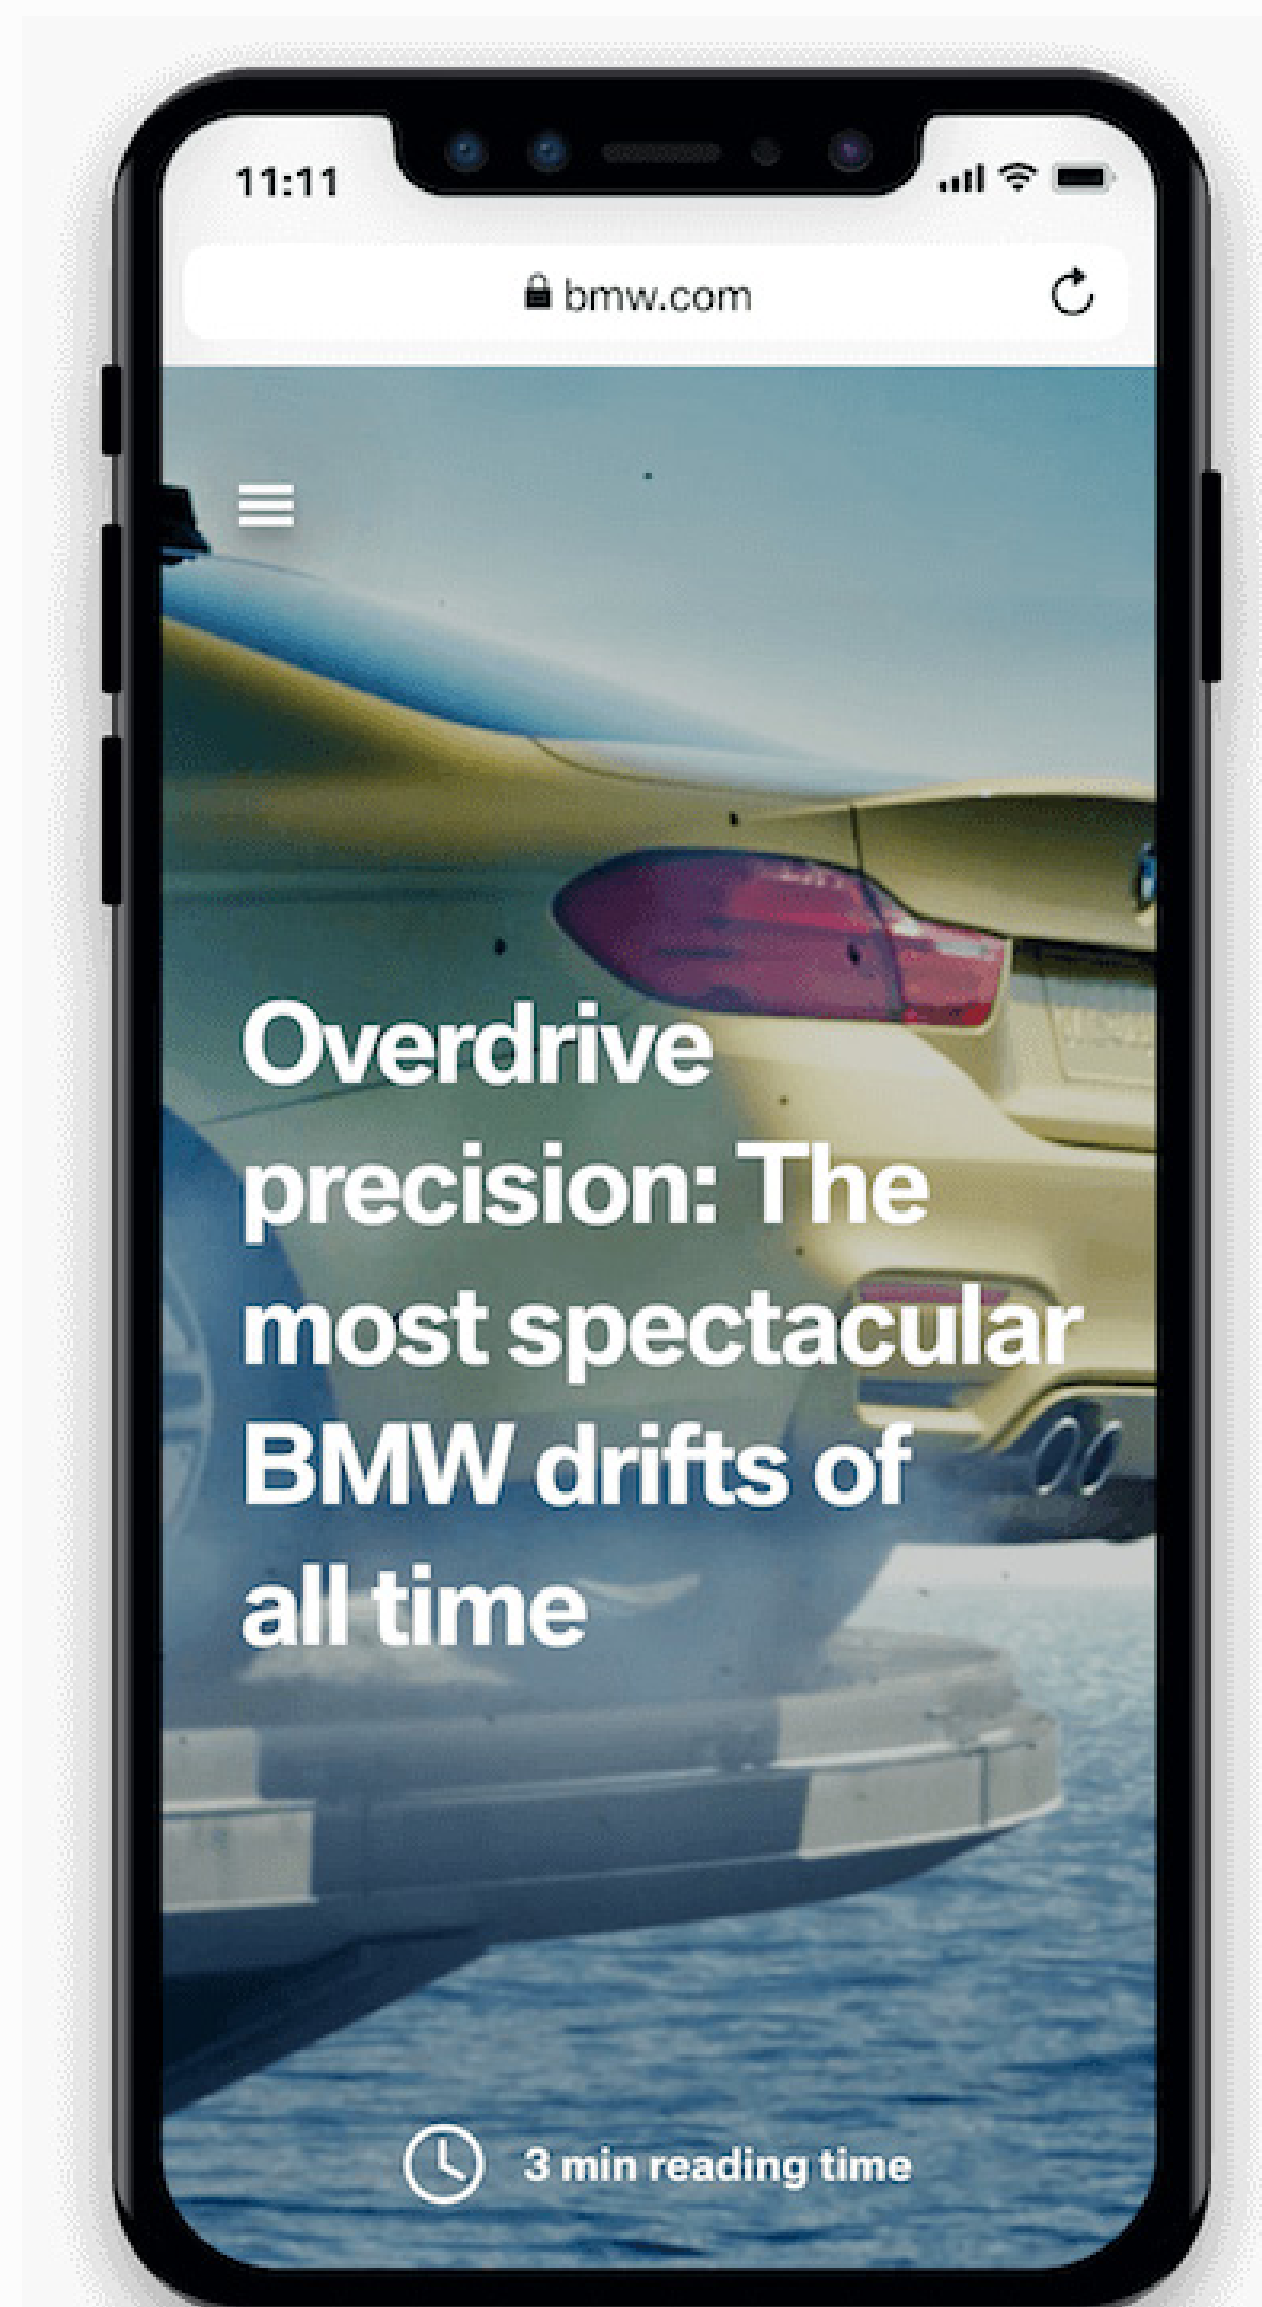 11:11
bmw.com
Overdrive
precision: The
most spectacular
BMW drifts of
all time
3 min reading time